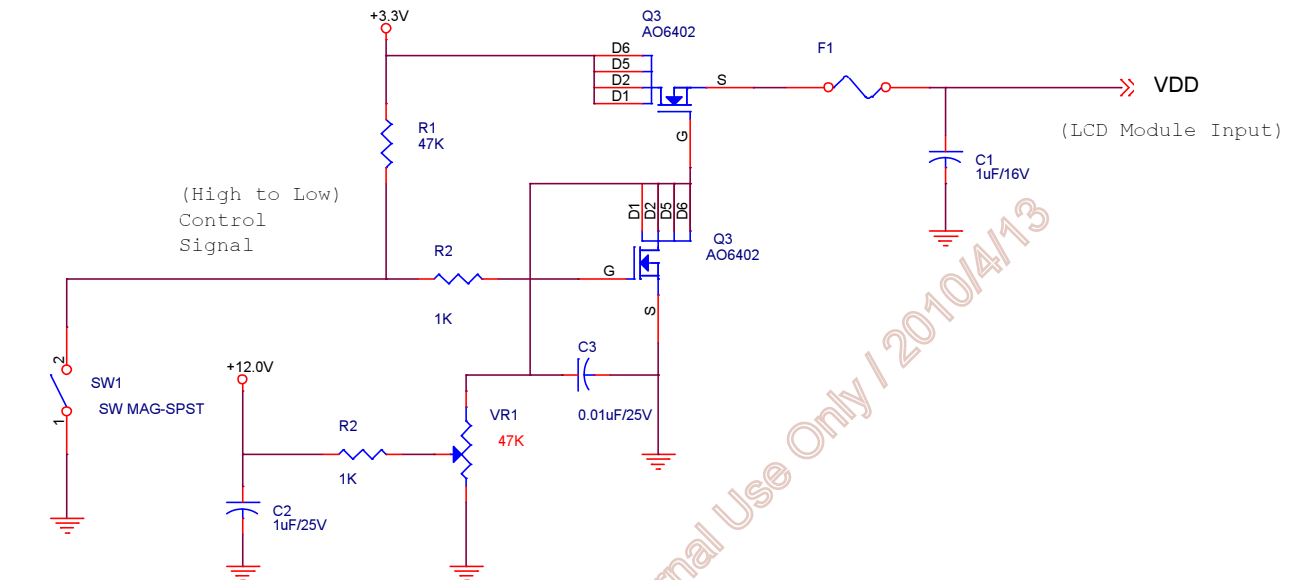 +3.3V
Q3
AO6402
D6
D5
D2
D1
S
G
F1
VDD
(LCD Module Input)
R1
47K
C1
1uF/16V
(High to Low)
Control
Signal
D1
D2
D5
D6
Q3
AO6402
R2
G
1K
S
2
SW1
SW MAG-SPST
1
+12.0V
C3
0.01uF/25V
VR1
47K
R2
1K
C2
1uF/25V
Use Only / 2010/4/13